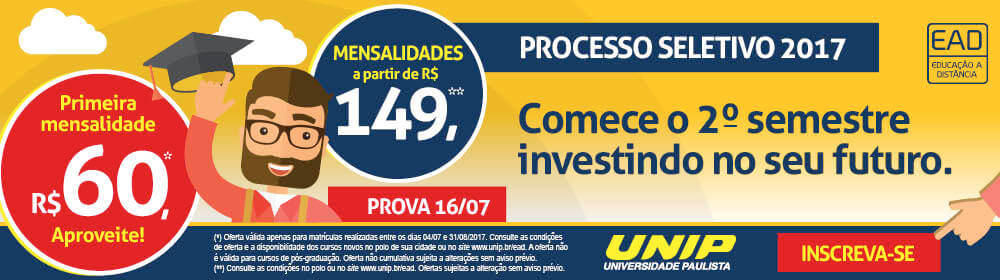 Primeira
mensalidade
R$60,*
Aproveite!
MENSALIDADES
a partir de R$
149,**
PROVA 16/07
PROCESSO SELETIVO 2017
EAD
EDUCAÇÃO A
DISTÂNCIA
Comece o 2º semestre
investindo no seu futuro.
(*) Oferta válida apenas para matrículas realizadas entre os dias 04/07 e 31/08/2017. Consulte as condições
de oferta e a disponibilidade dos cursos novos no polo de sua cidade ou no site www.unip.br/ead. A oferta não
é válida para cursos de pós-graduação. Oferta não cumulativa sujeita a alterações sem aviso prévio.
(**) Consulte as condições no polo ou no site www.unip.br/ead. Ofertas sujeitas a alteração sem aviso prévio.
UNIP
UNIVERSIDADE PAULISTA
INSCREVA-SE